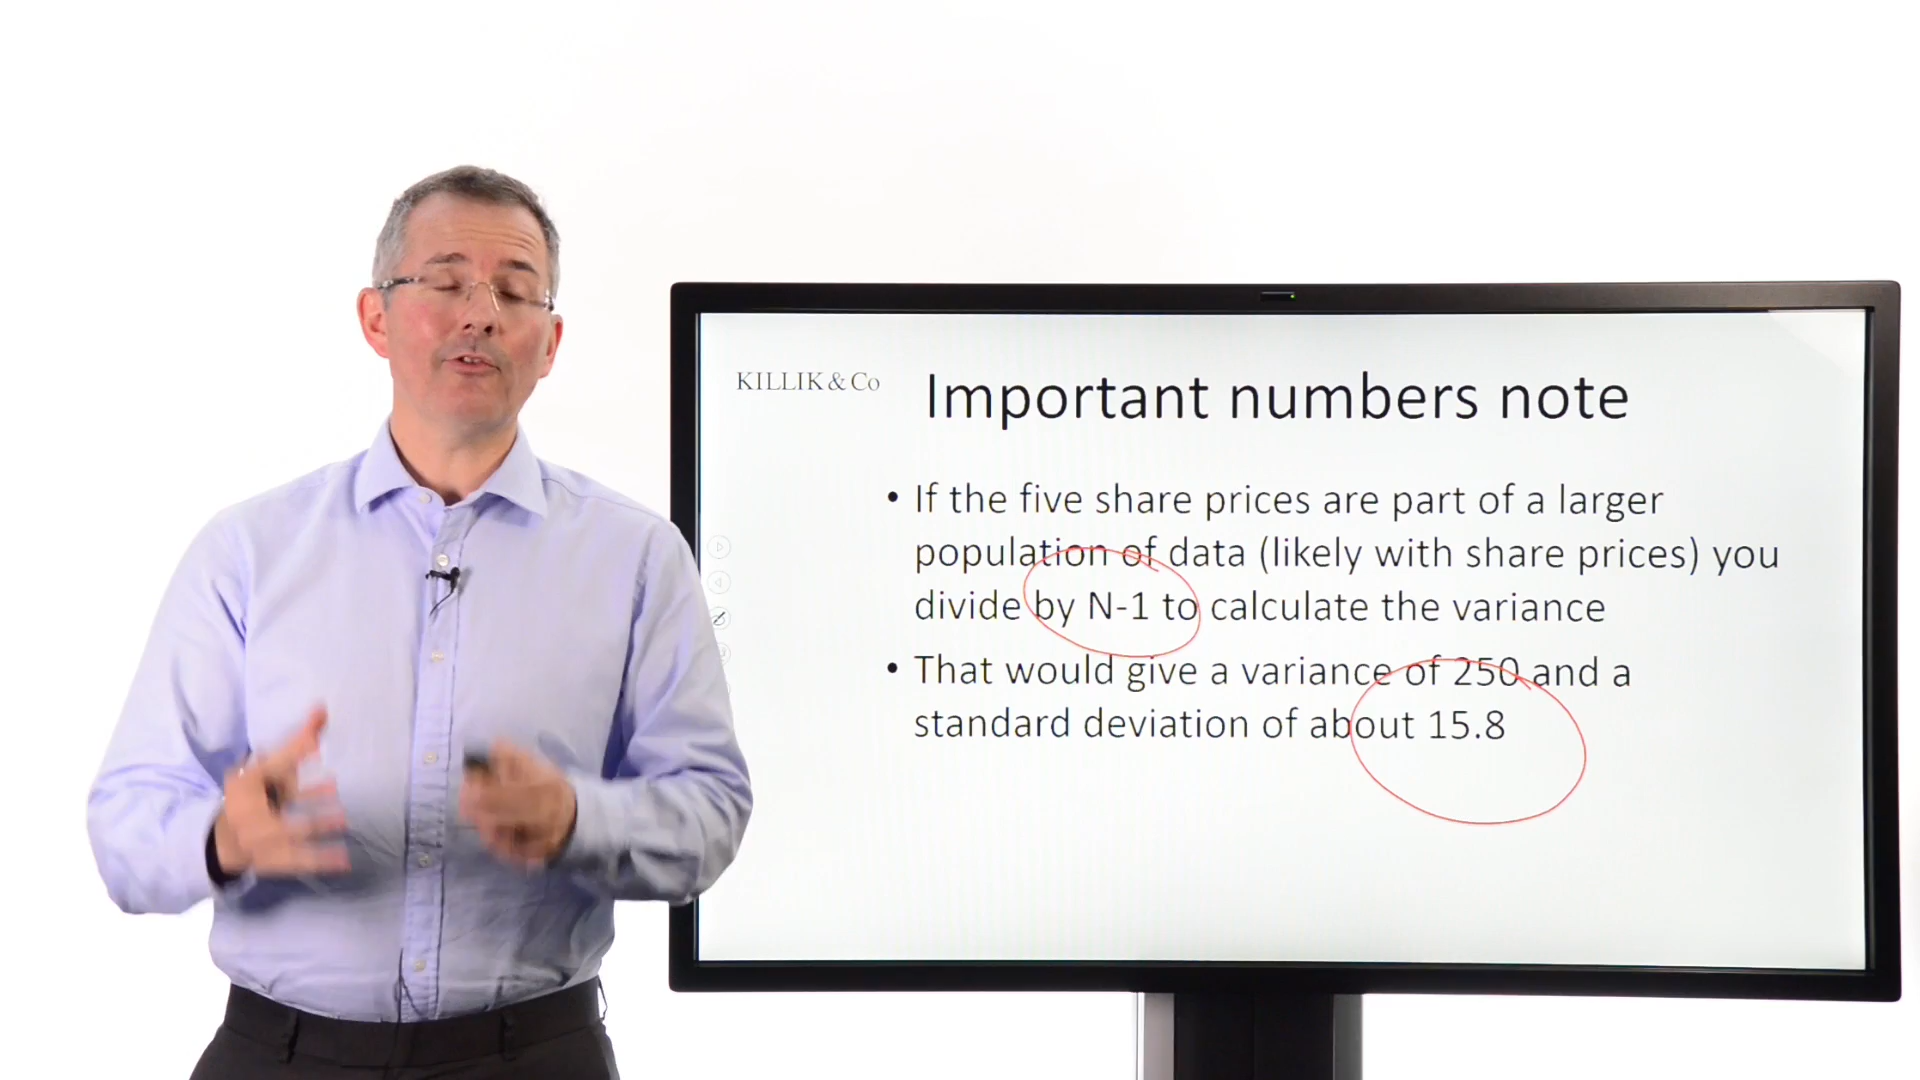 KILLIK & Co
Important numbers note
• If the five share prices are part of a larger
population of data (likely with share prices) you
divide by N-1 to calculate the variance
• That would give a variance of 250 and a
standard deviation of about 15.8